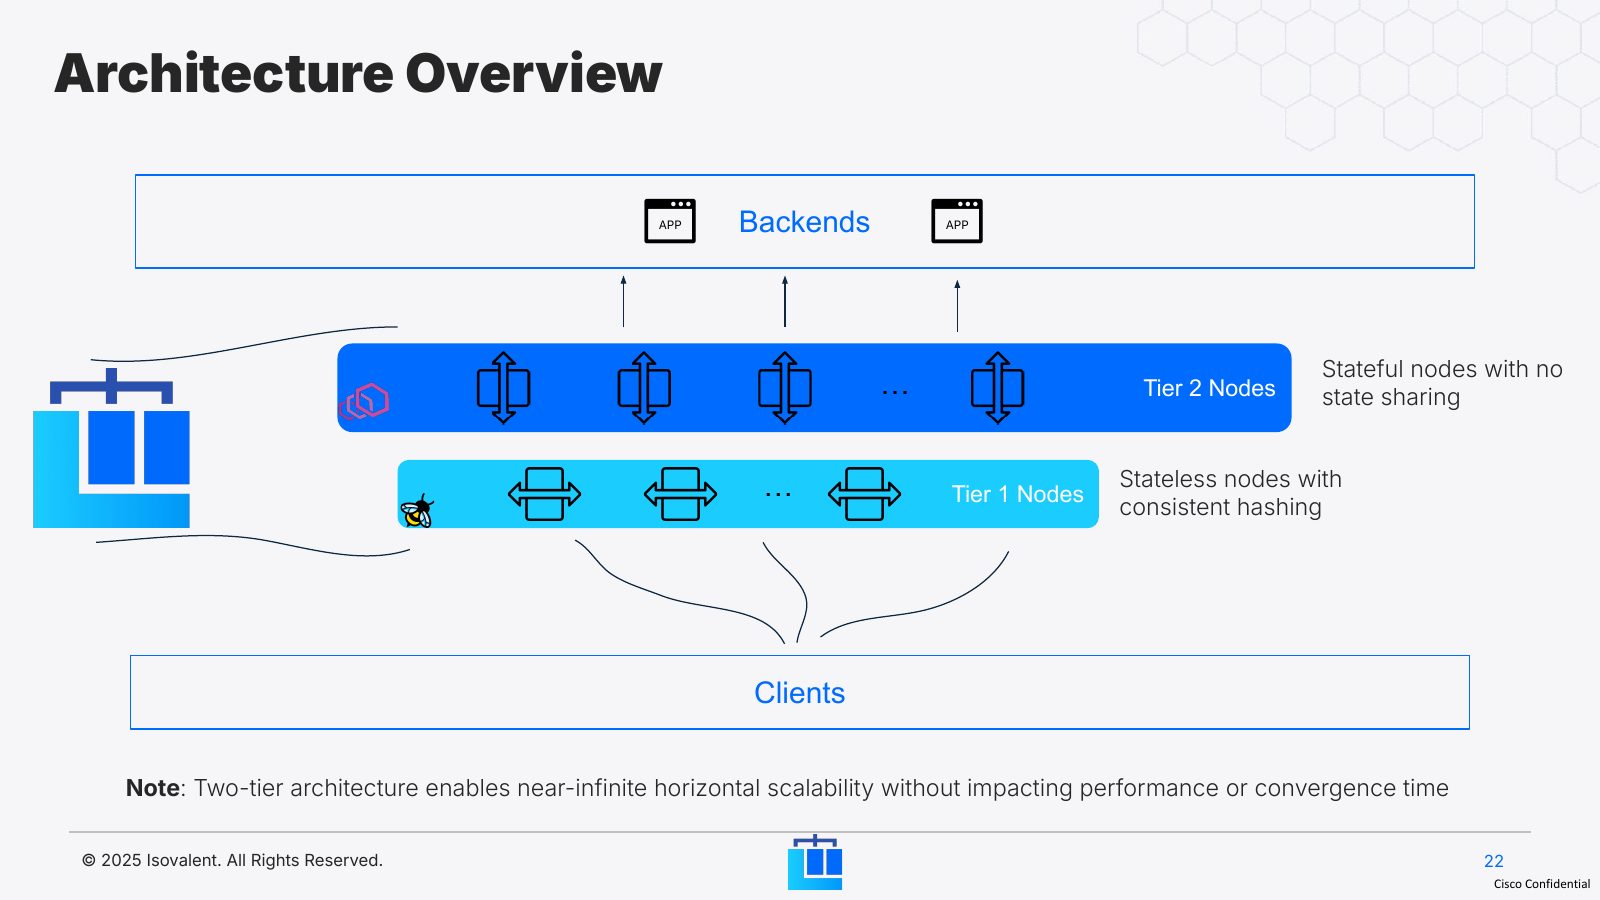 Architecture Overview
APP
Backends
APP
Tier 2 Nodes
Stateful nodes with no
state sharing
Tier 1 Nodes
Stateless nodes with
consistent hashing
Clients
Note: Two-tier architecture enables near-infinite horizontal scalability without impacting performance or convergence time
© 2025 Isovalent. All Rights Reserved.
22
Cisco Confidential